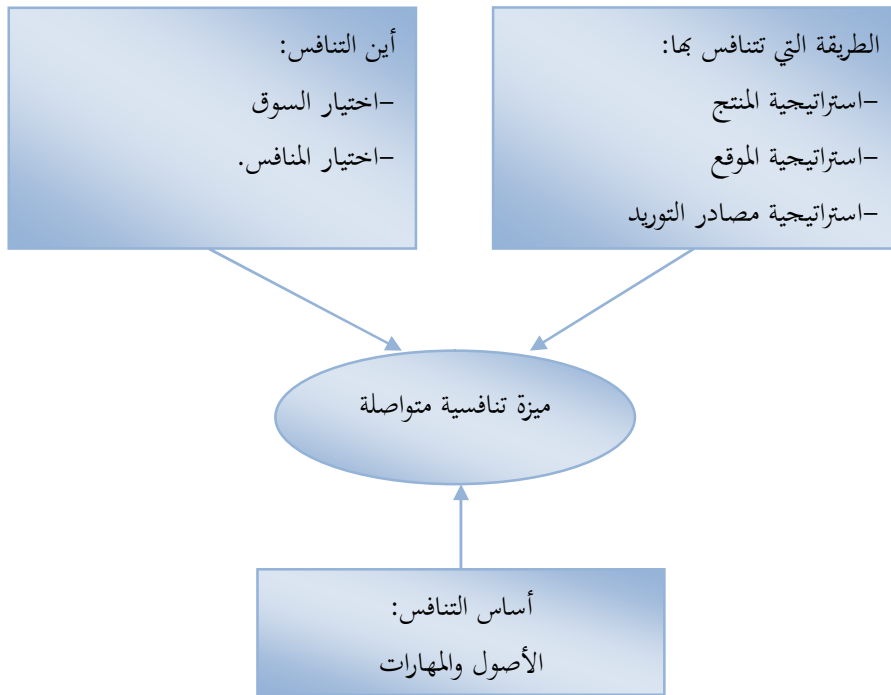 الطريقة التي تتنافس بها:
-استراتيجية المنتج
-استراتيجية الموقع
-استراتيجية مصادر التوريد
أين التنافس:
-اختيار السوق
-اختيار المنافس.
ميزة تنافسية متواصلة
أساس التنافس:
الأصول والمهارات